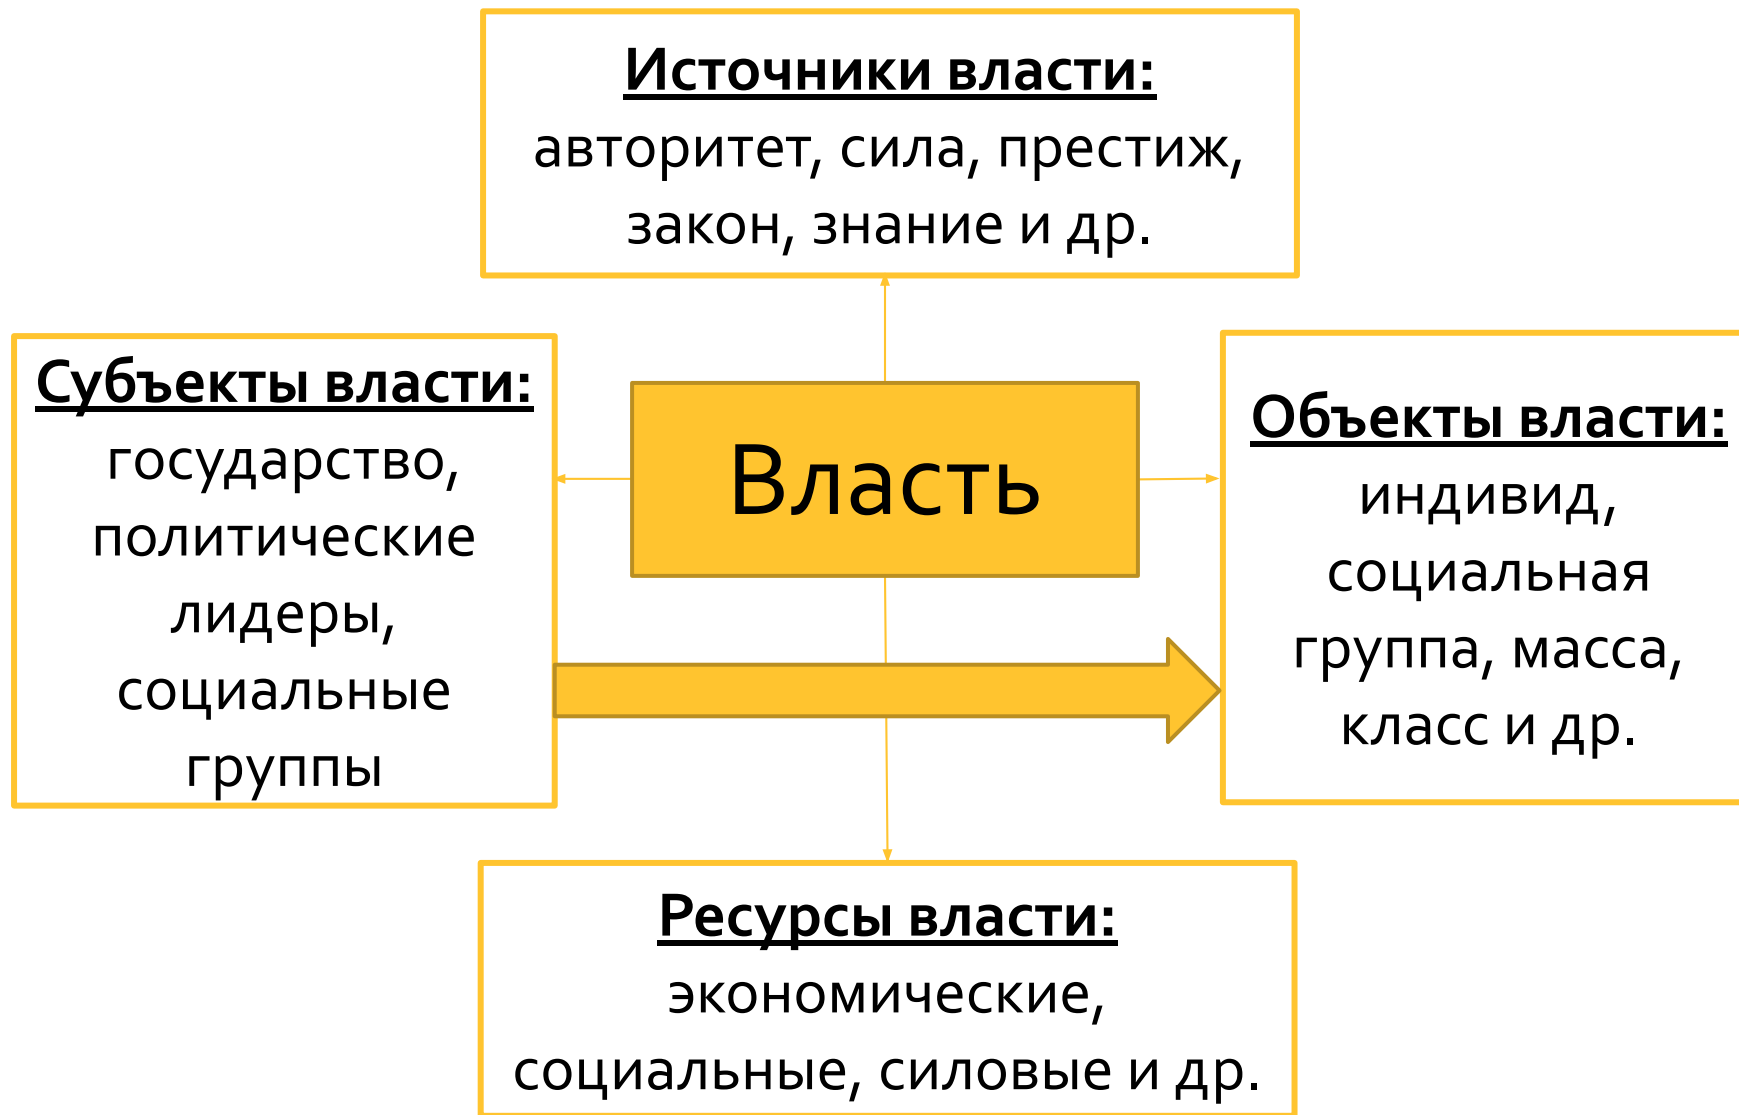 Источники власти:
авторитет, сила, престиж,
закон, знание и др.
Субъекты власти:
государство,
политические
лидеры,
социальные
группы
Власть
Объекты власти:
индивид,
социальная
группа, масса,
класс и др.
Ресурсы власти:
экономические,
социальные, силовые и др.